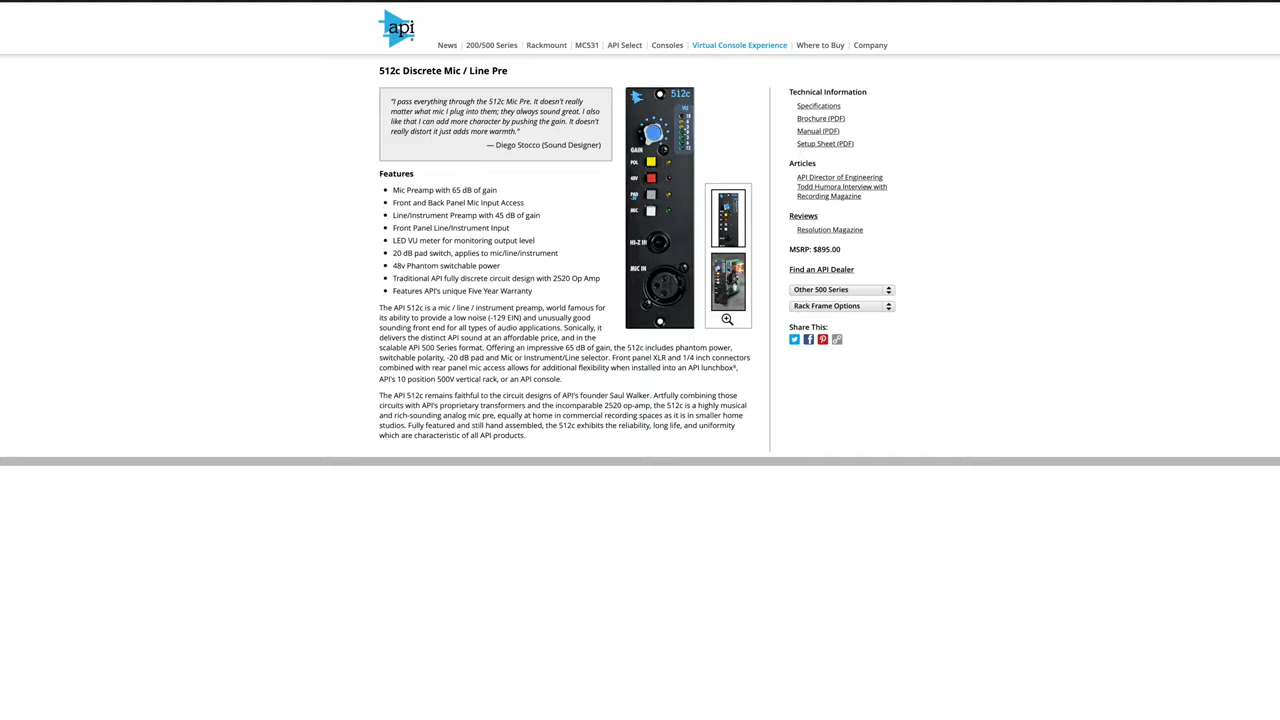 api
News | 200/500 Series | Rackmount | MC531 | API Select | Consoles | Virtual Console Experience | Where to Buy | Company
512c Discrete Mic / Line Pre
"I pass everything through the 512c Mic Pre. It doesn't really
matter what mic I plug into them; they always sound great. I also
like that I can add more character by pushing the gain. It doesn't
really distort it just adds more warmth."
— Diego Stocco (Sound Designer)
Features
• Mic Preamp with 65 dB of gain
• Front and Back Panel Mic Input Access
• Line/Instrument Preamp with 45 dB of gain
• Front Panel Line/Instrument Input
• LED VU meter for monitoring output level
• 20 dB pad switch, applies to mic/line/instrument
• 48v Phantom switchable power
• Traditional API fully discrete circuit design with 2520 Op Amp
• Features API's unique Five Year Warranty
The API 512c is a mic / line / instrument preamp, world famous for
its ability to provide a low noise (-129 EIN) and unusually good
sounding front end for all types of audio applications. Sonically, it
delivers the distinct API sound at an affordable price, and in the
scalable API 500 Series format. Offering an impressive 65 dB of gain, the 512c includes phantom power,
switchable polarity, -20 dB pad and Mic or Instrument/Line selector. Front panel XLR and 1/4 inch connectors
combined with rear panel mic access allows for additional flexibility when installed into an API lunchbox®,
API's 10 position 500V vertical rack, or an API console.
The API 512c remains faithful to the circuit designs of API's founder Saul Walker. Artfully combining those
circuits with API's proprietary transformers and the incomparable 2520 op-amp, the 512c is a highly musical
and rich-sounding analog mic pre, equally at home in commercial recording spaces as it is in smaller home
studios. Fully featured and still hand assembled, the 512c exhibits the reliability, long life, and uniformity
which are characteristic of all API products.
512c
VU
GAIN
POL
48V
PAD
MIC
HI-Z IN
MIC IN
Technical Information
Specifications
Brochure (PDF)
Manual (PDF)
Setup Sheet (PDF)
Articles
API Director of Engineering
Todd Humora Interview with
Recording Magazine
Reviews
Resolution Magazine
MSRP: $895.00
Find an API Dealer
Other 500 Series
Rack Frame Options
Share This: